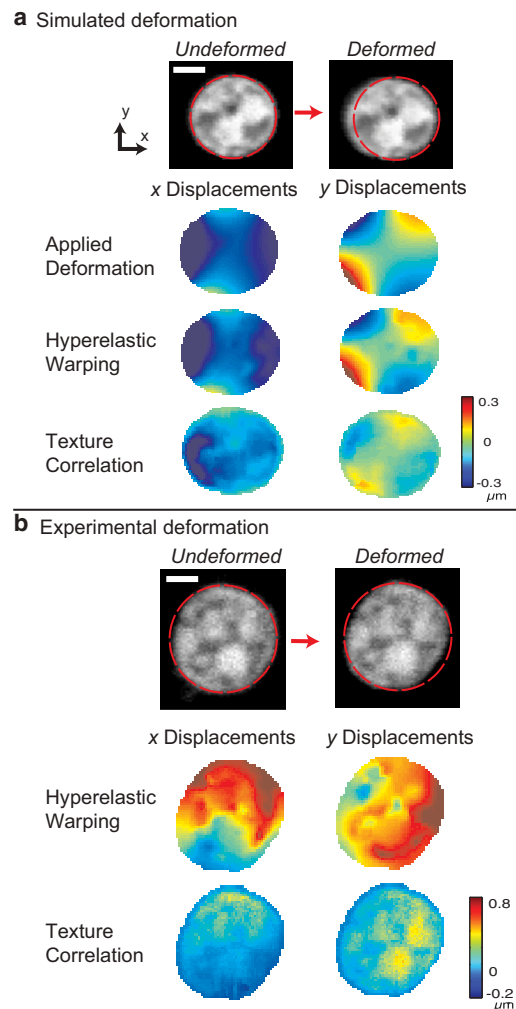 a Simulated deformation
Undeformed
Deformed
y
x
x Displacements
y Displacements
Applied
Deformation
Hyperelastic
Warping
Texture
Correlation
0.3
0
-0.3
μm
b Experimental deformation
Undeformed
Deformed
x Displacements
y Displacements
Hyperelastic
Warping
Texture
Correlation
0.8
0
-0.2
μm